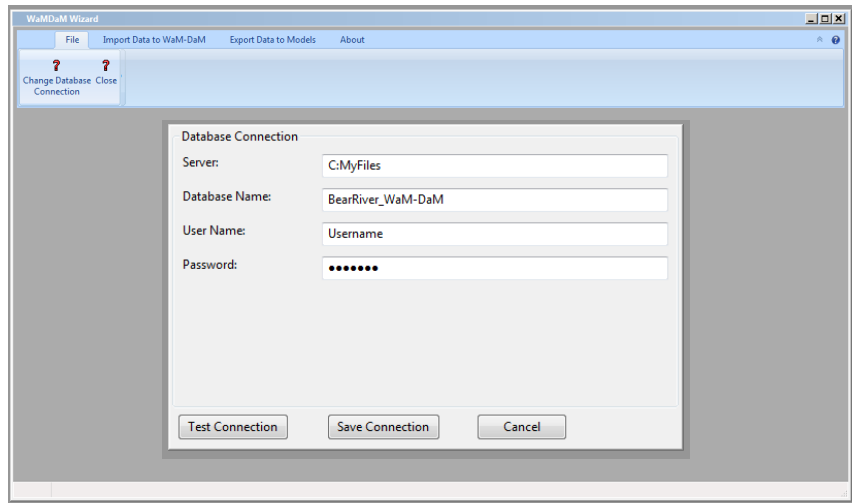 WaMDaM Wizard
File Import Data to WaM-DaM Export Data to Models About
? ?
Change Database Close
Connection
Database Connection
Server: C:MyFiles
Database Name: BearRiver_WaM-DaM
User Name: Username
Password: •••••••
Test Connection Save Connection Cancel